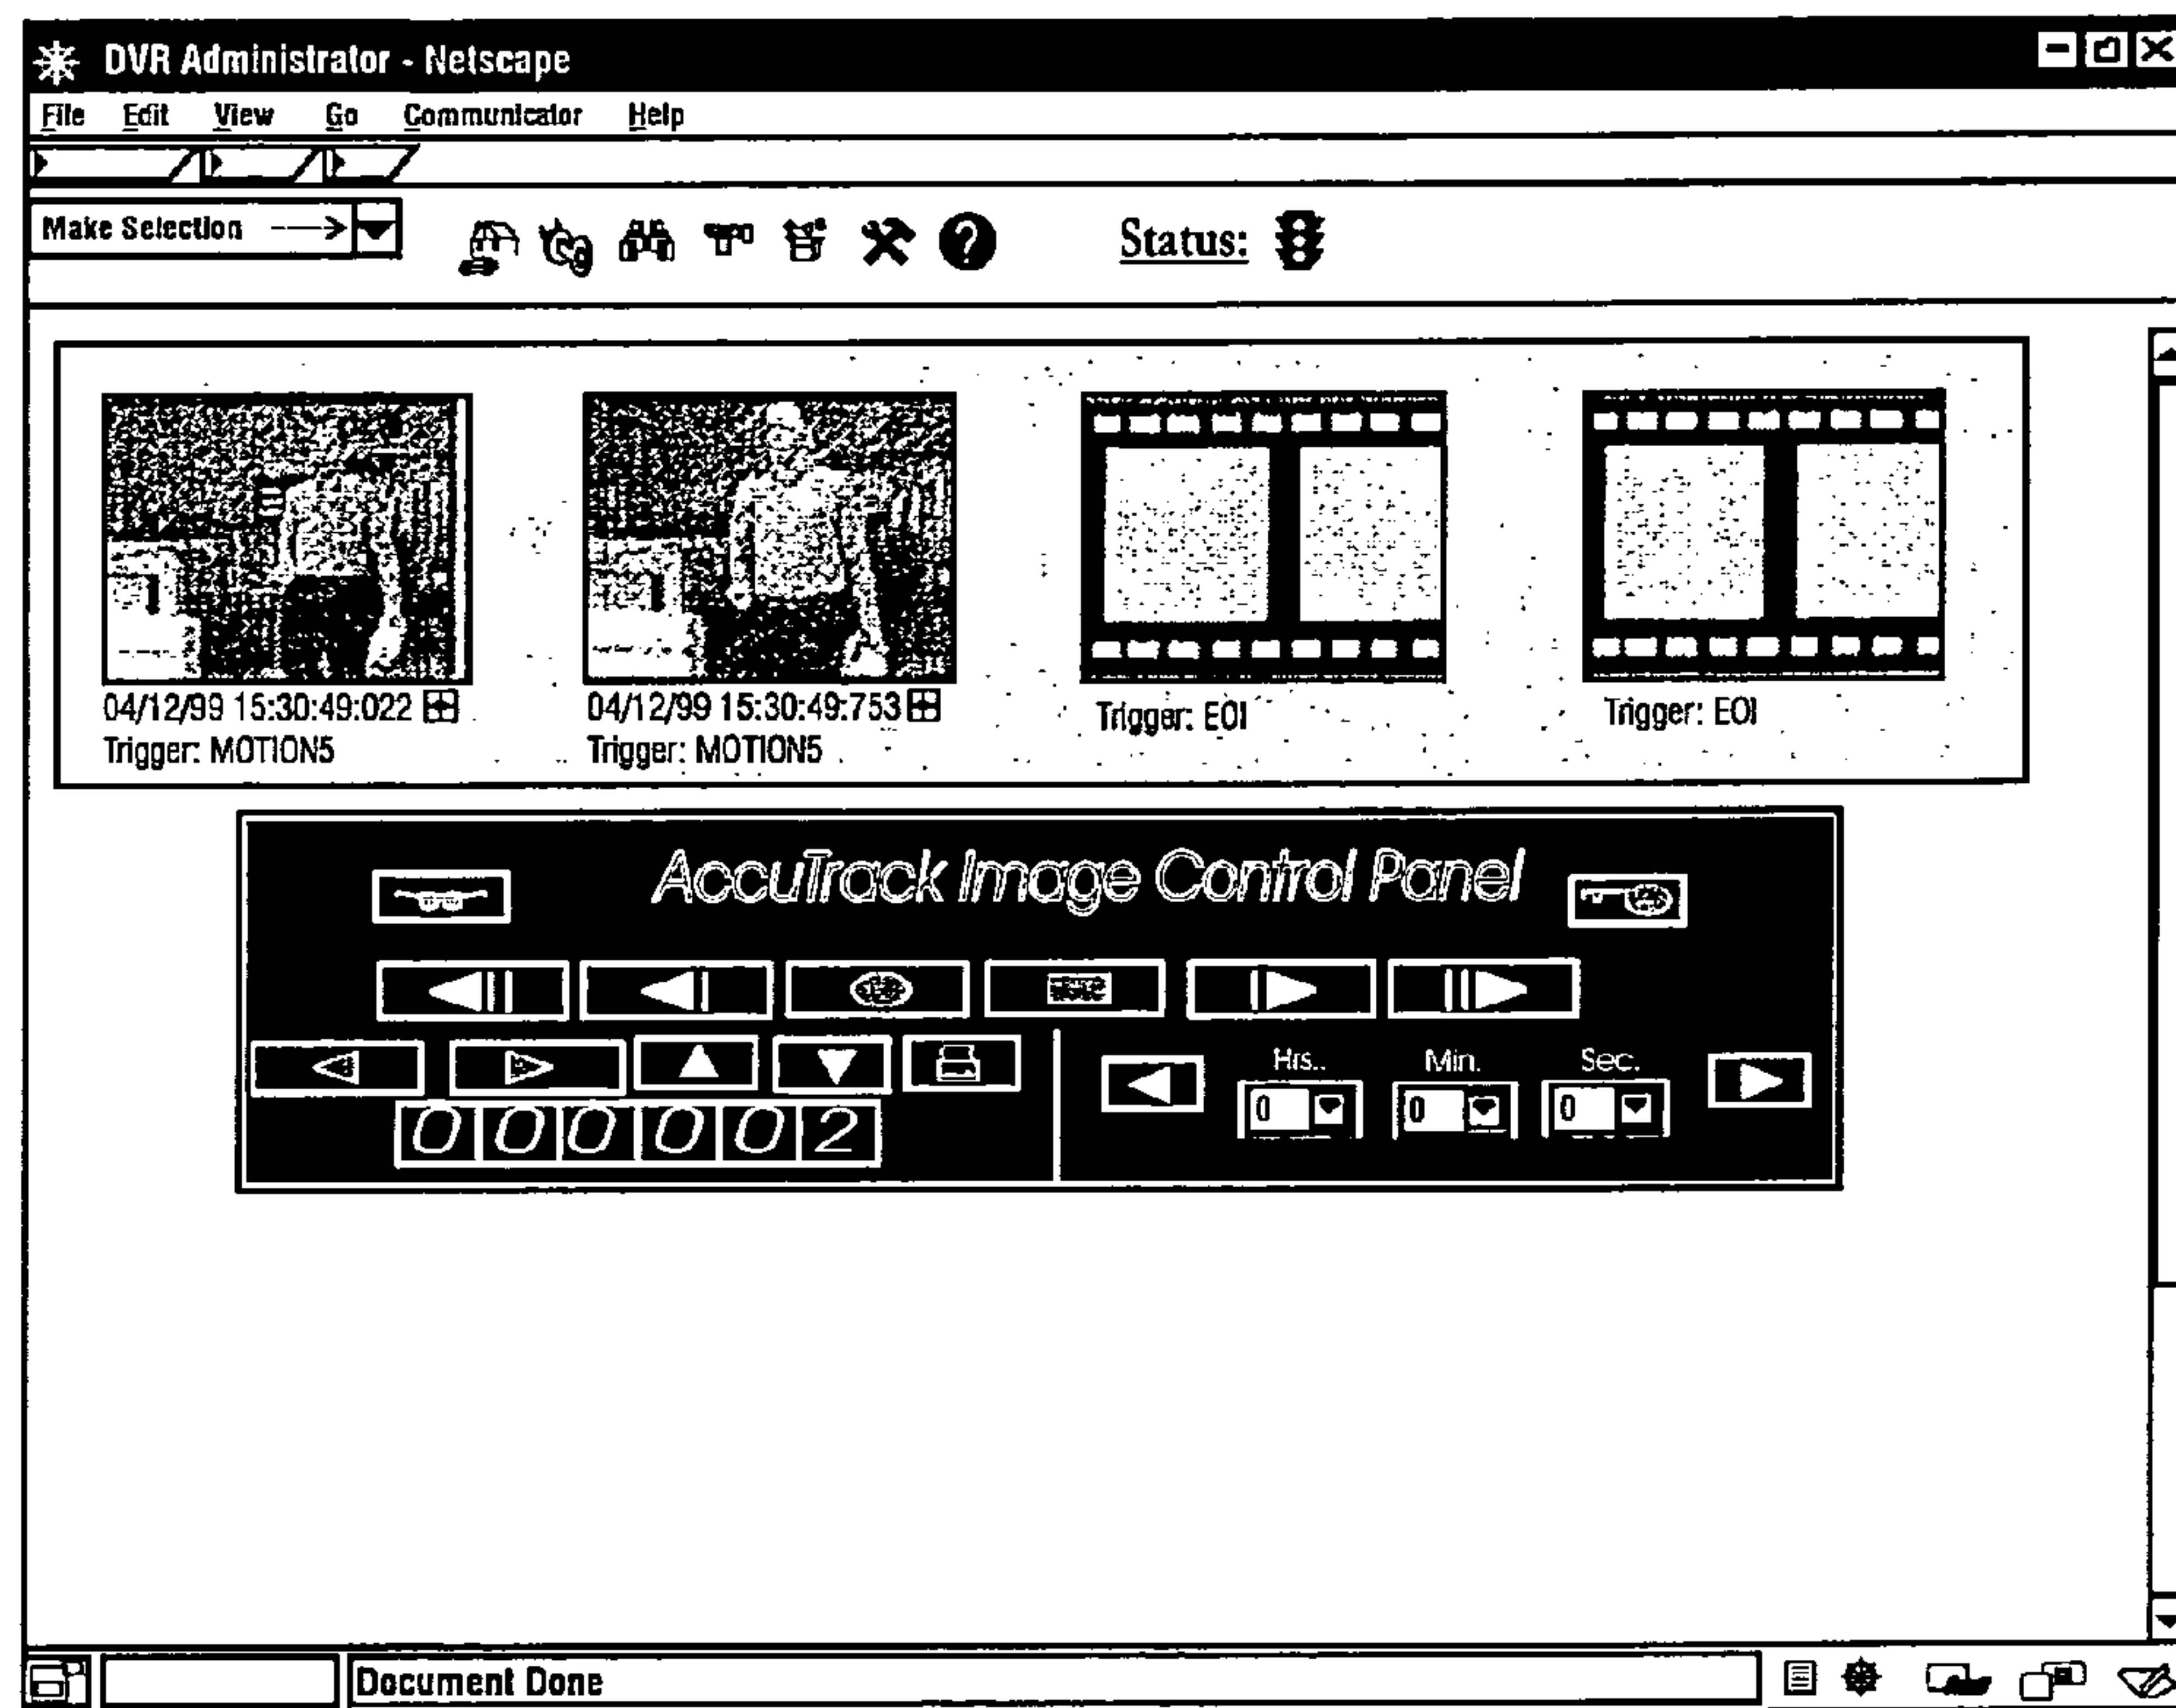 DVR Administrator - Netscape
File Edit View Go Communicator Help
Make Selection
Status:
04/12/99 15:30:49:022
Trigger: MOTION5
04/12/99 15:30:49:753
Trigger: MOTION5
Trigger: EOI
Trigger: EOI
AccuTrack Image Control Panel
Hrs.. Min. Sec.
0 0 0
000002
Document Done